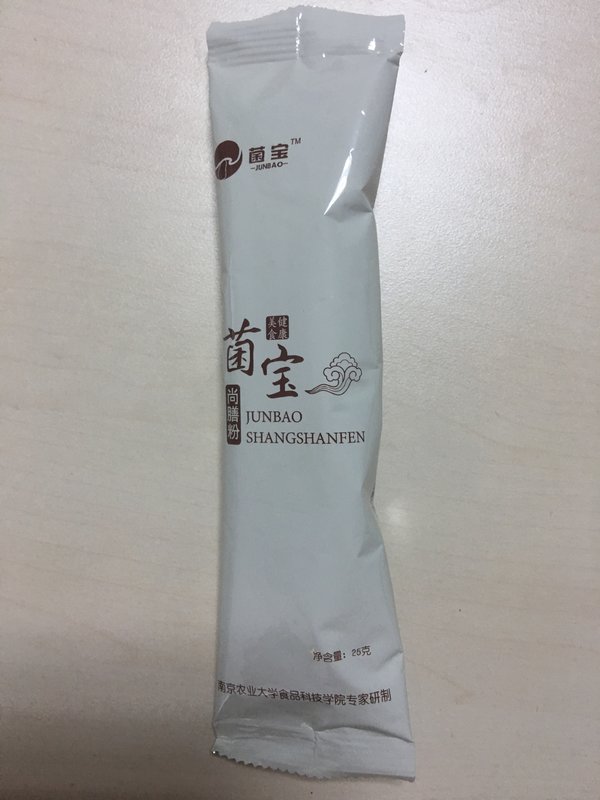 菌宝™
-JUNBAO-
健康
美食
菌宝
尚膳粉
JUNBAO
SHANGSHANFEN
净含量：25克
南京农业大学食品科技学院专家研制